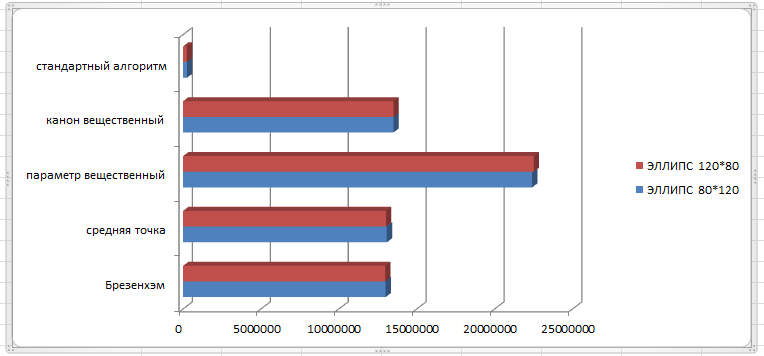 стандартный алгоритм
канон вещественный
параметр вещественный
средняя точка
Брезенхэм
0 5000000 10000000 15000000 20000000 25000000
ЭЛЛИПС 120*80
ЭЛЛИПС 80*120